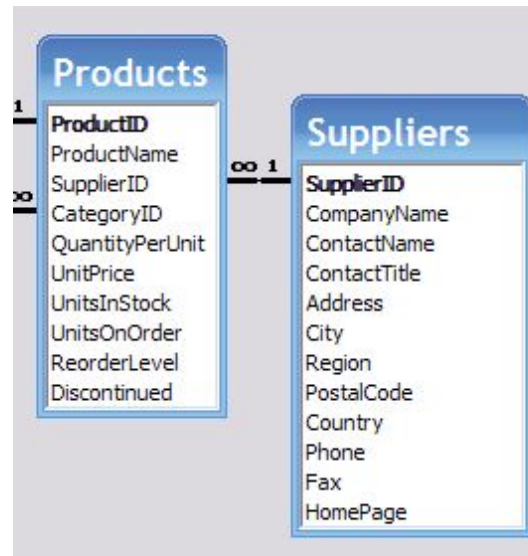 Products
1
ProductID
ProductName
SupplierID
CategoryID
QuantityPerUnit
UnitPrice
UnitsInStock
UnitsOnOrder
ReorderLevel
Discontinued
∞
∞ 1
Suppliers
SupplierID
CompanyName
ContactName
ContactTitle
Address
City
Region
PostalCode
Country
Phone
Fax
HomePage